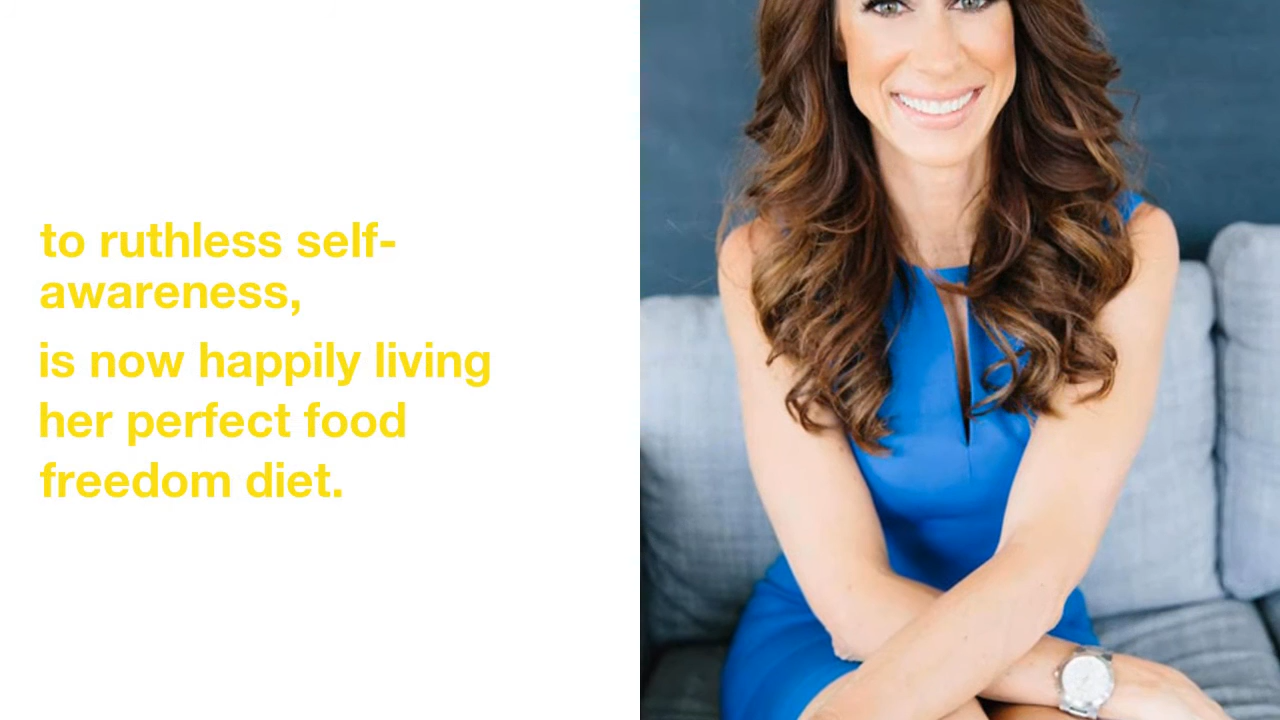 to ruthless self-
awareness,
is now happily living
her perfect food
freedom diet.